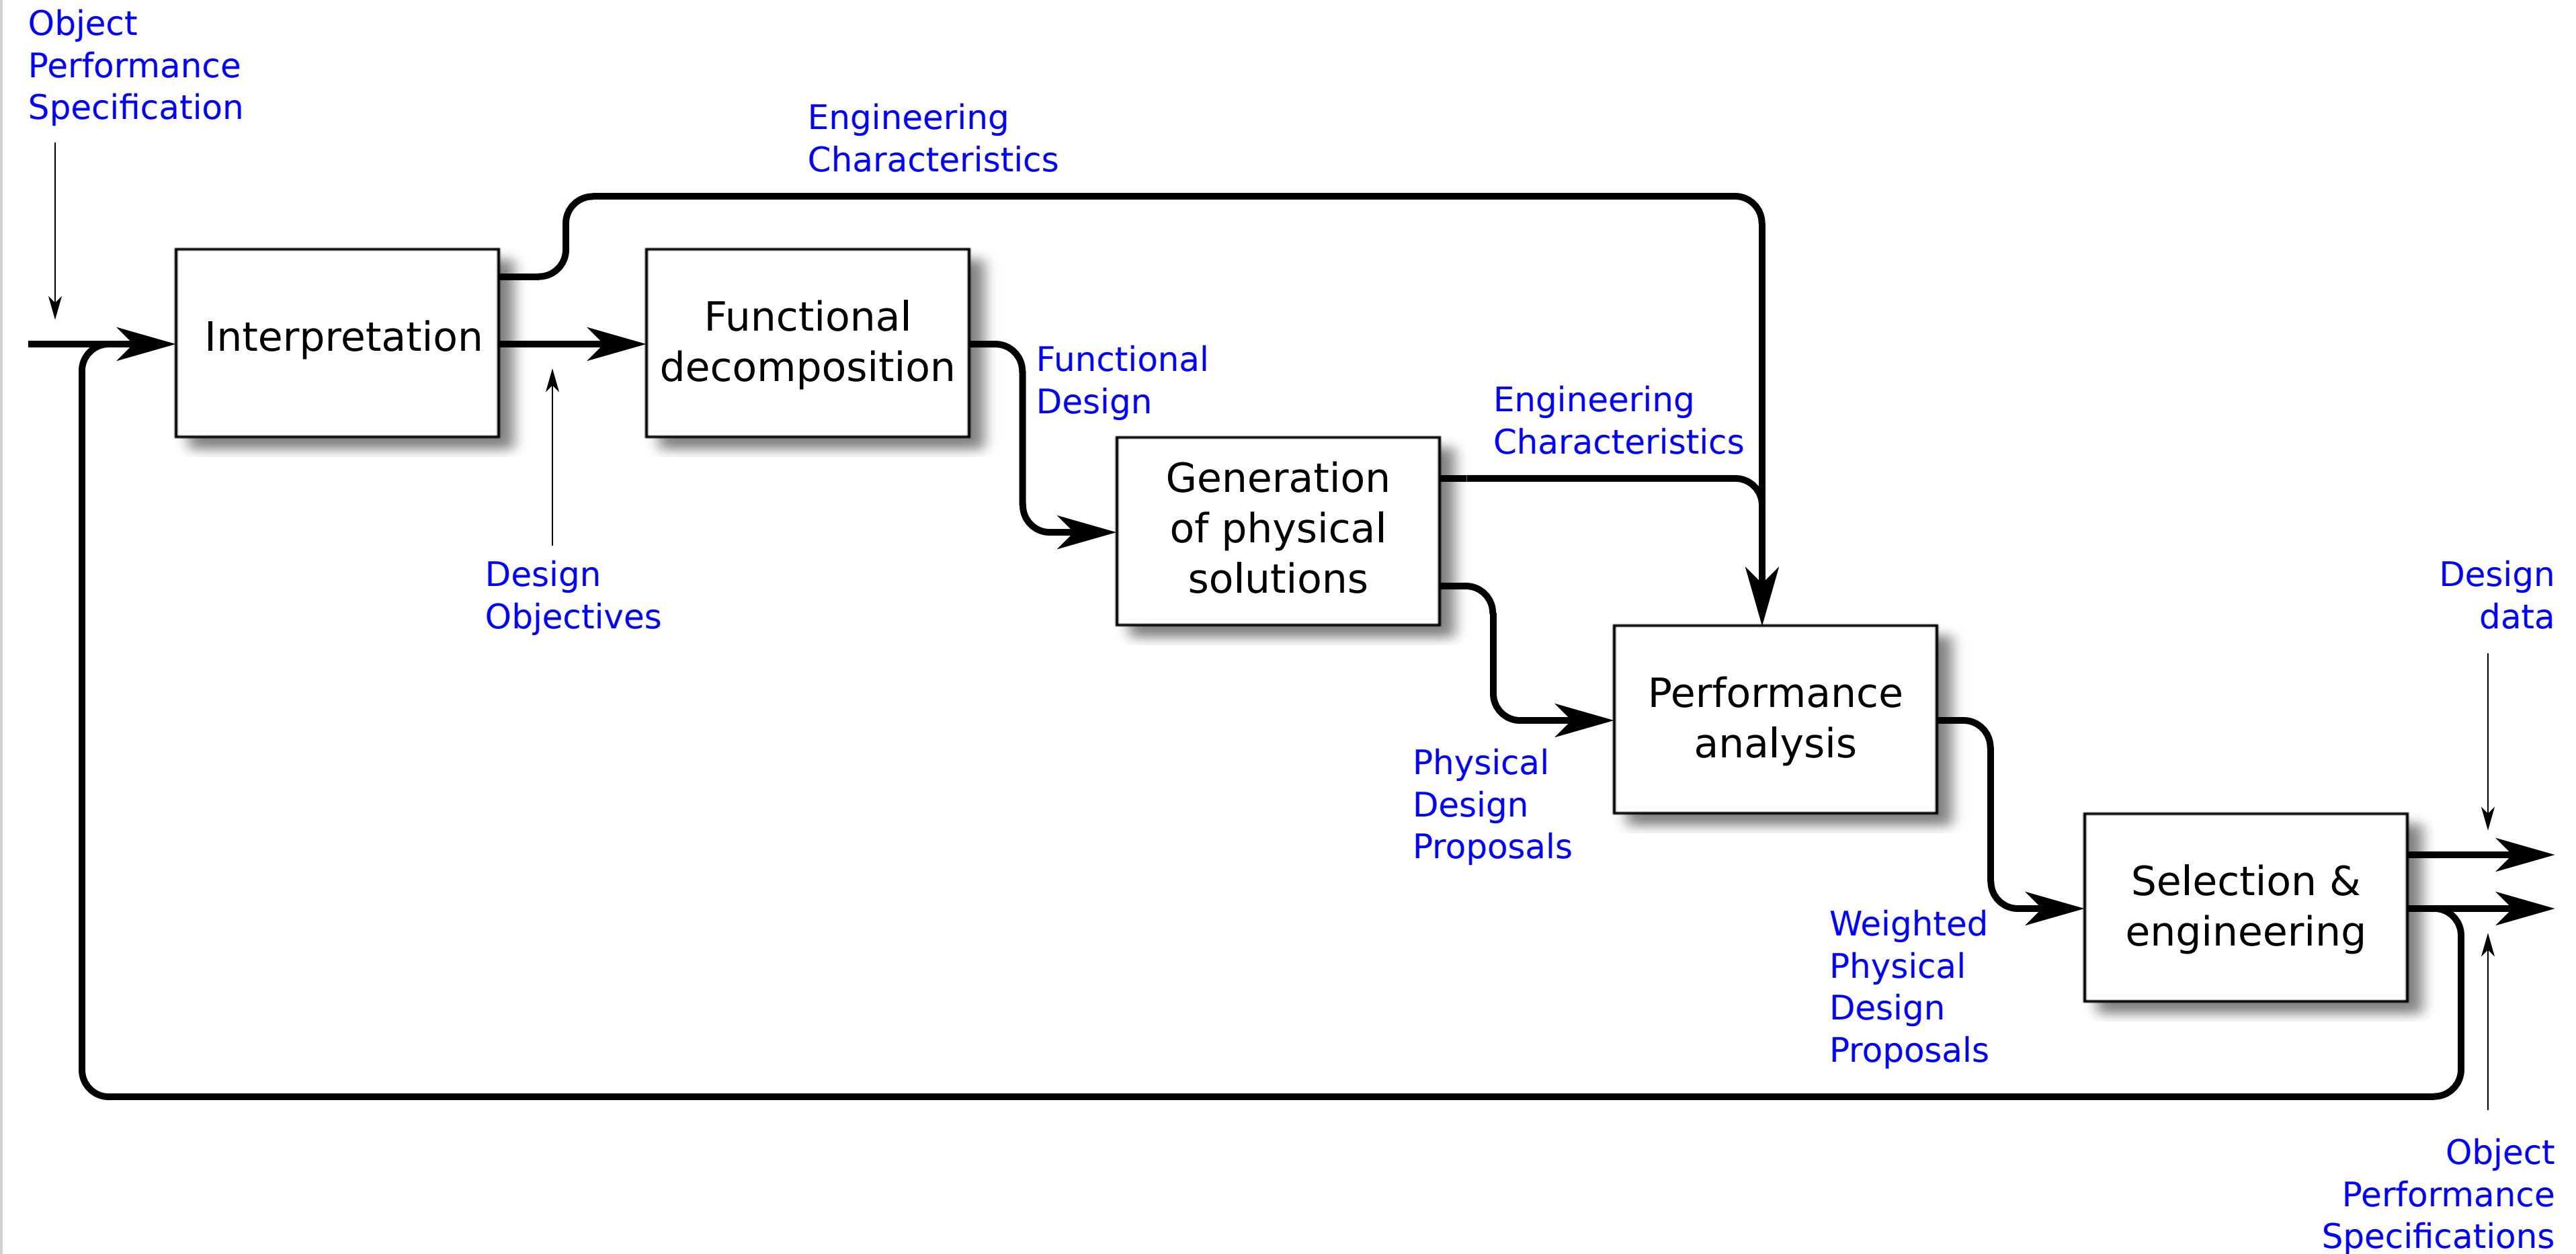 Object
Performance
Specification
Engineering
Characteristics
Interpretation
Functional
decomposition
Functional
Design
Engineering
Characteristics
Generation
of physical
solutions
Design
Objectives
Design
data
Performance
analysis
Physical
Design
Proposals
Selection &
engineering
Weighted
Physical
Design
Proposals
Object
Performance
Specifications